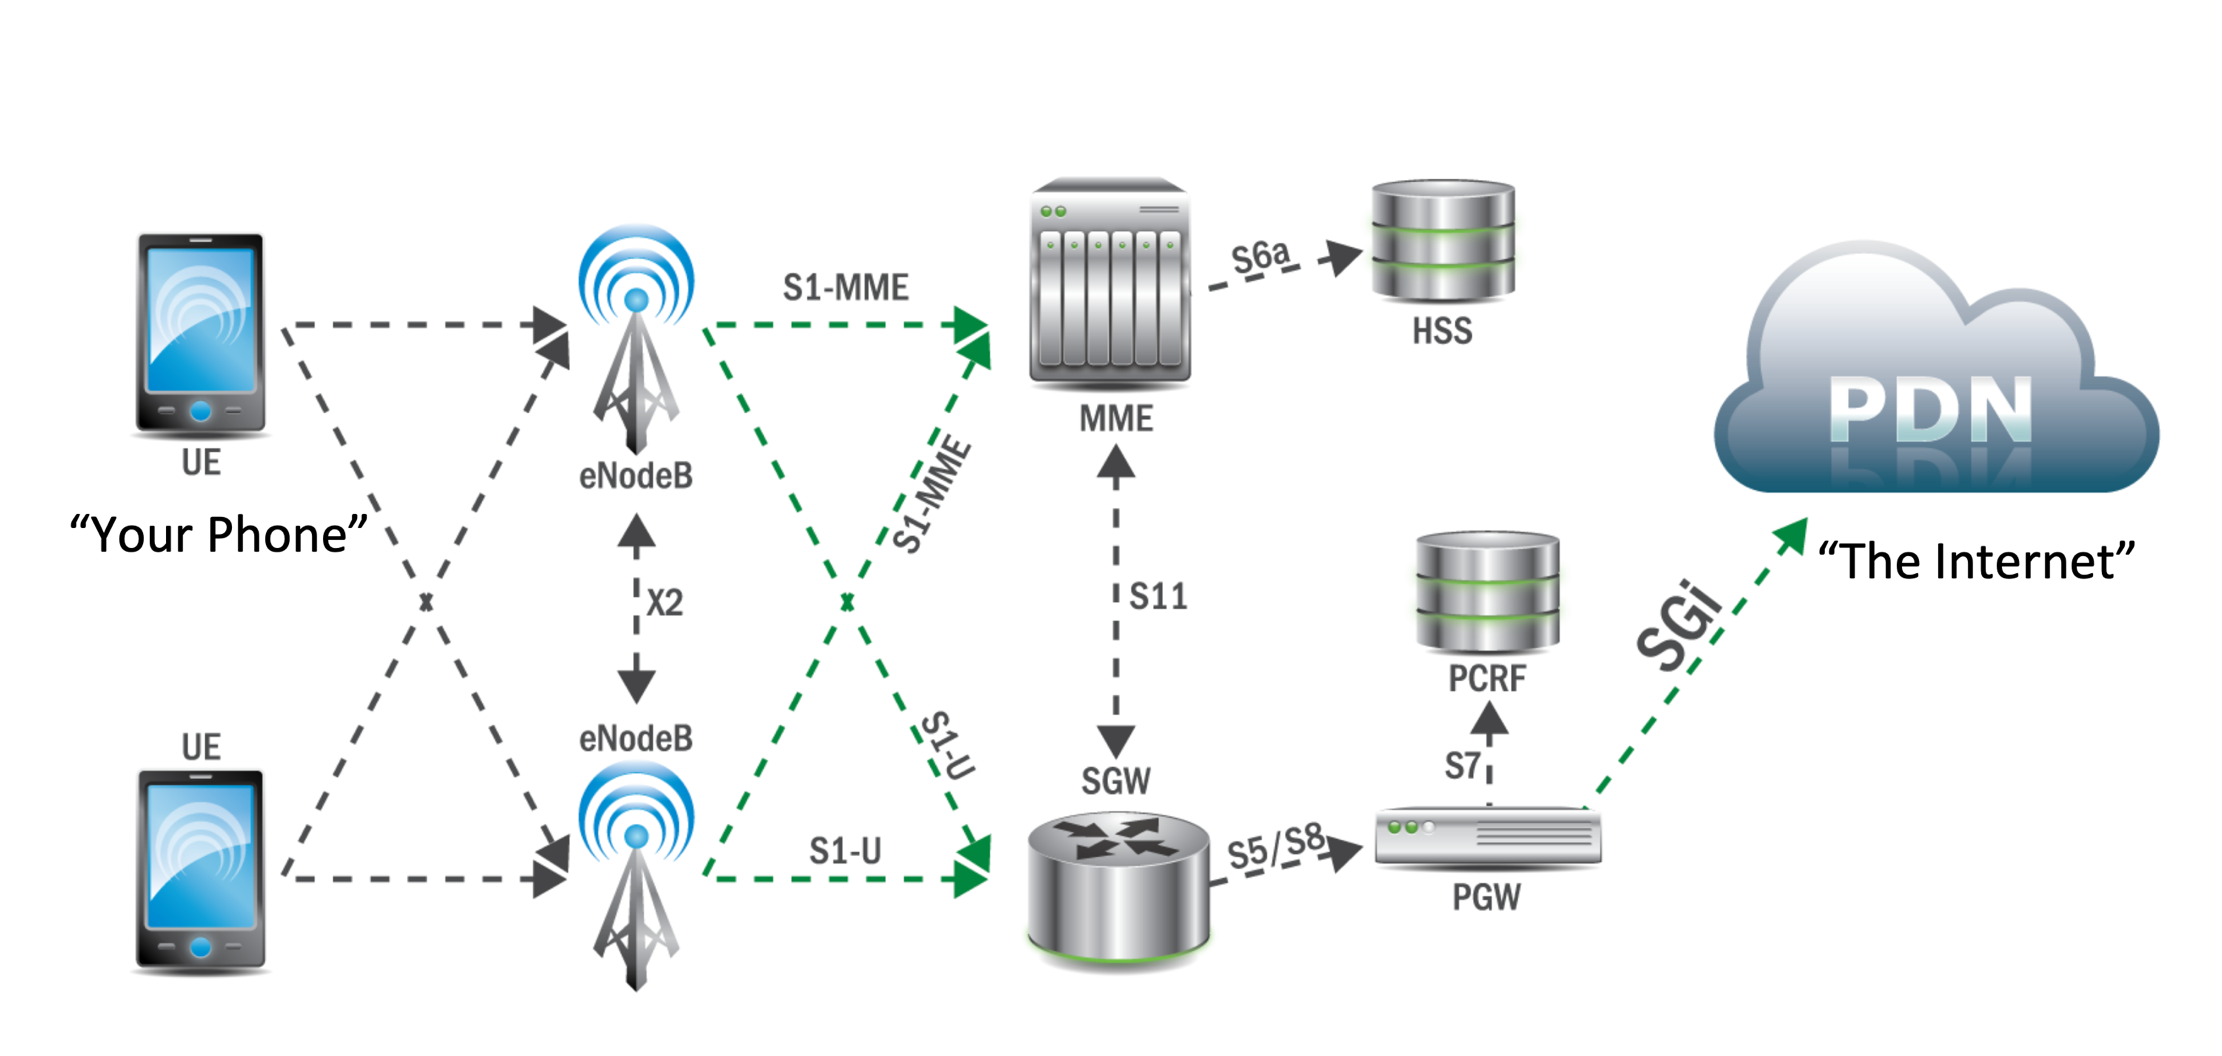 UE
“Your Phone”
UE
eNodeB
X2
eNodeB
S1-MME
S1-MME
S1-U
S1-U
MME
S11
SGW
S6a
HSS
S5/S8
PCRF
S7
PGW
SGi
PDN
“The Internet”